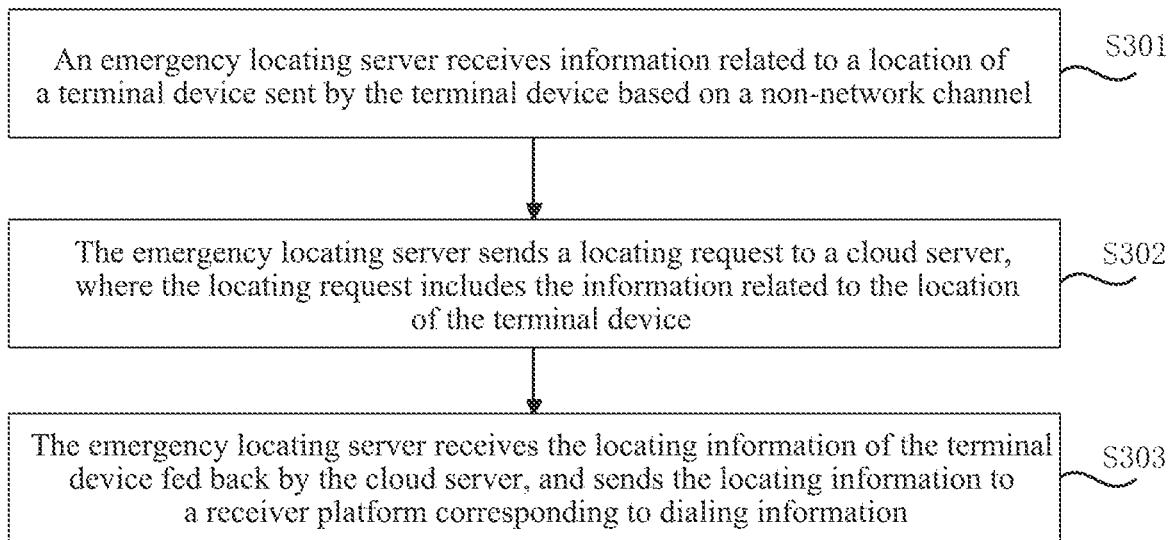 An emergency locating server receives information related to a location of
a terminal device sent by the terminal device based on a non-network channel
S301
The emergency locating server sends a locating request to a cloud server,
where the locating request includes the information related to the location
of the terminal device
S302
The emergency locating server receives the locating information of the terminal
device fed back by the cloud server, and sends the locating information to
a receiver platform corresponding to dialing information
S303